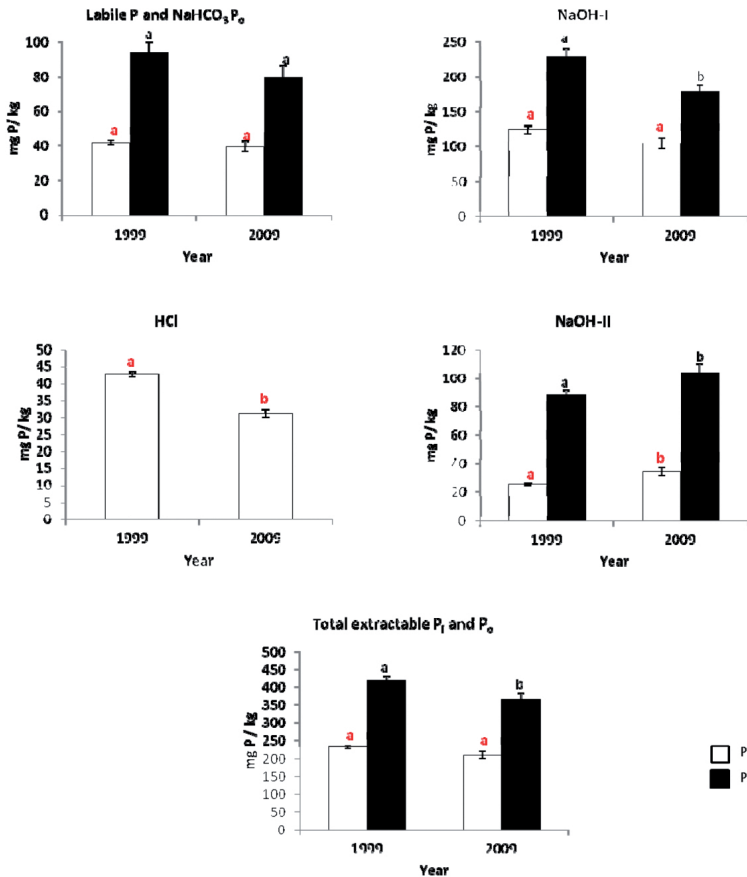 Labile P and NaHCO₃ Pₒ
mg P/ kg
100
80
60
40
20
0
a
a
a
a
1999
2009
Year
NaOH-I
mg P/ kg
250
200
150
100
50
0
a
a
a
b
1999
2009
Year
HCl
mg P/ kg
50
45
40
35
30
25
20
15
10
5
0
a
b
1999
2009
Year
NaOH-II
mg P/ kg
120
100
80
60
40
20
0
a
a
b
b
1999
2009
Year
Total extractable Pᵢ and Pₒ
mg P/ kg
500
450
400
350
300
250
200
150
100
50
0
a
a
a
b
1999
2009
Year
P
P